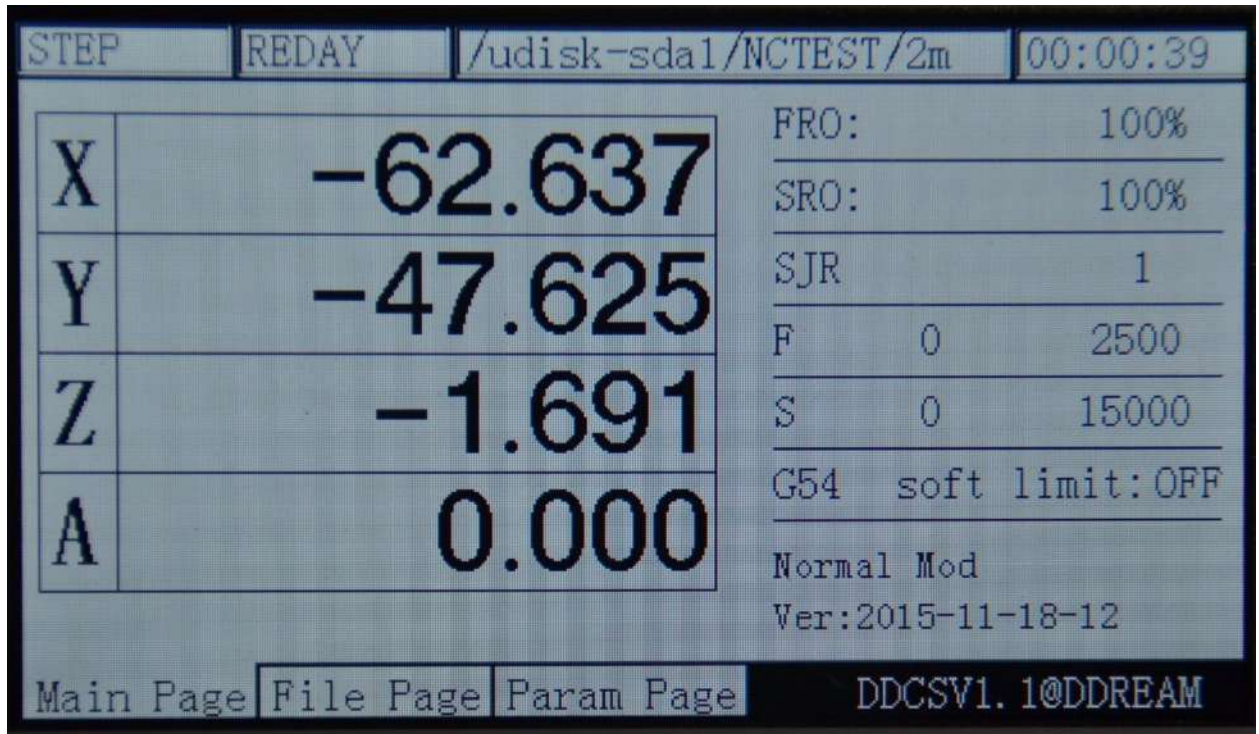 STEP REDAY /udisk-sda1/NCTEST/2m 00:00:39
X -62.637
Y -47.625
Z -1.691
A 0.000
FRO: 100%
SRO: 100%
SJR 1
F 0 2500
S 0 15000
G54 soft limit:OFF
Normal Mod
Ver:2015-11-18-12
Main Page File Page Param Page DDCSV1.1@DDREAM